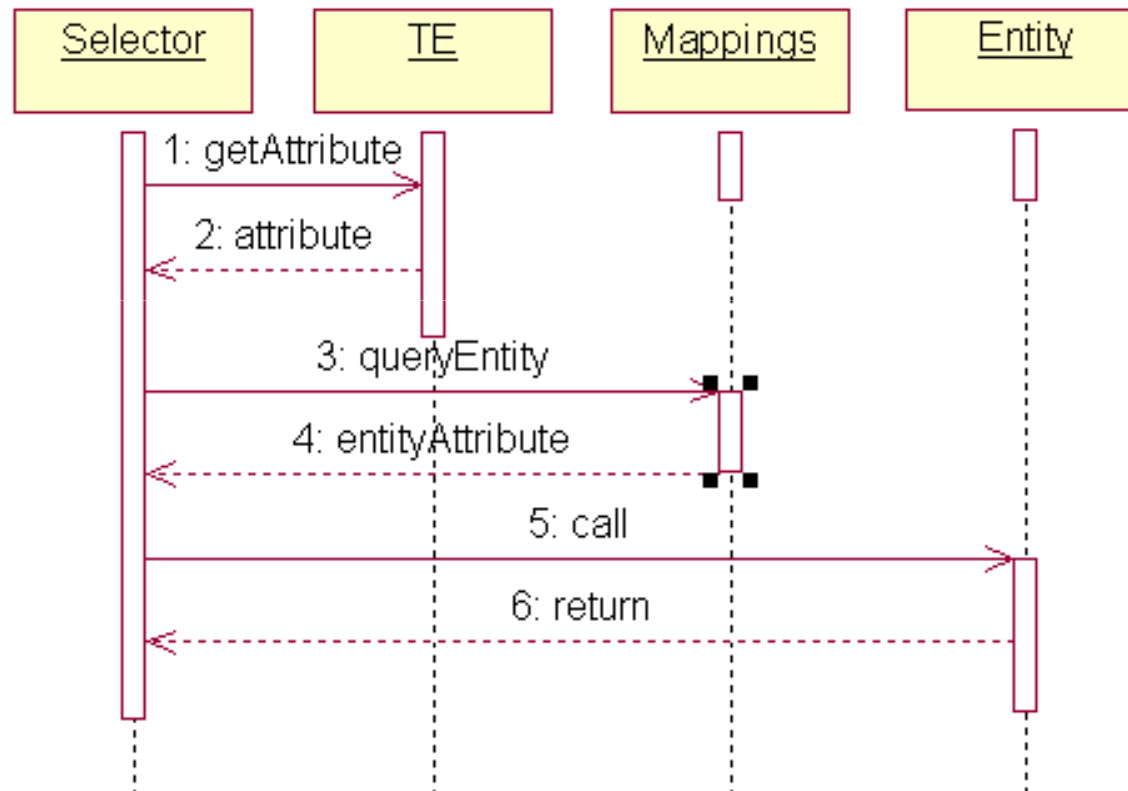 Selector
TE
Mappings
Entity
1: getAttribute
2: attribute
3: queryEntity
4: entityAttribute
5: call
6: return